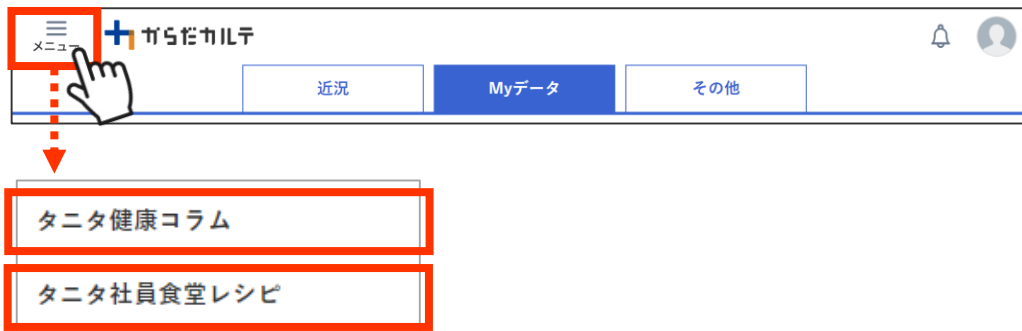 メニュー
からだカルテ
近況
Myデータ
その他
タニタ健康コラム
タニタ社員食堂レシピ